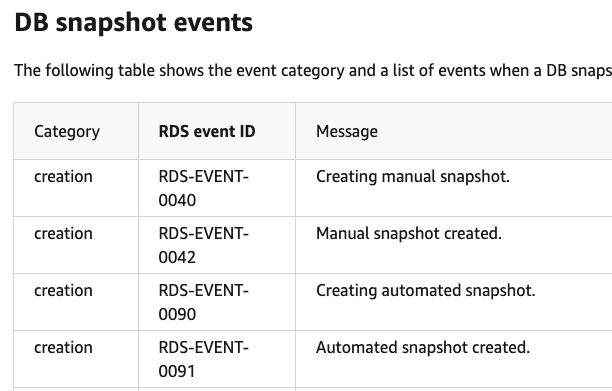 DB snapshot events
The following table shows the event category and a list of events when a DB snaps
Category RDS event ID Message
creation RDS-EVENT-0040 Creating manual snapshot.
creation RDS-EVENT-0042 Manual snapshot created.
creation RDS-EVENT-0090 Creating automated snapshot.
creation RDS-EVENT-0091 Automated snapshot created.